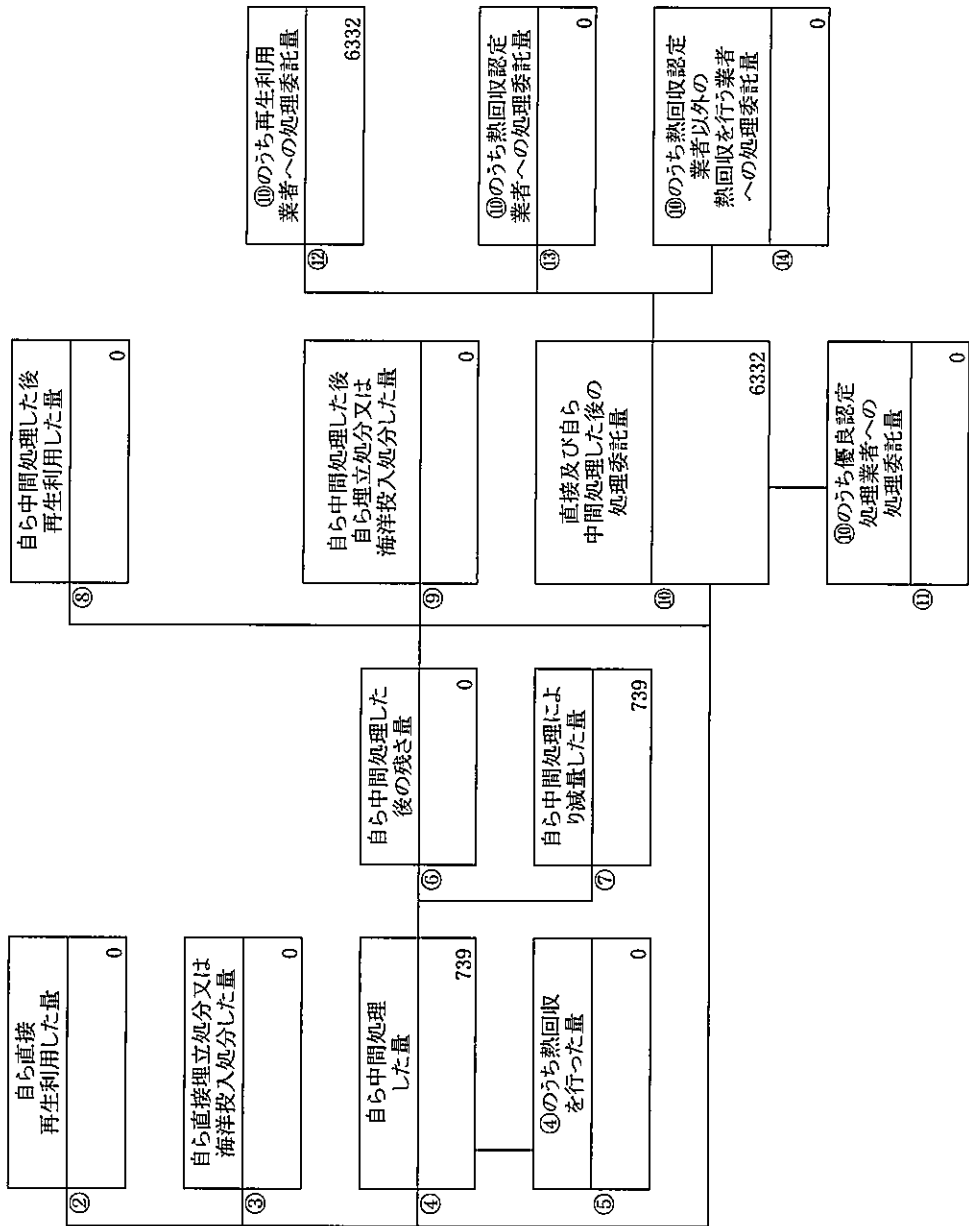 ②
自ら直接
再生利用した量
0
③
自ら直接埋立処分又は
海洋投入処分した量
0
④
自ら中間処理
した量
739
⑤
④のうち熱回収
を行った量
0
⑥
自ら中間処理した
後の残さ量
0
⑦
自ら中間処理によ
り減量した量
739
⑧
自ら中間処理した後
再生利用した量
0
⑨
自ら中間処理した後
自ら埋立処分又は
海洋投入処分した量
0
⑩
直接及び自ら
中間処理した後の
処理委託量
6332
⑪
⑩のうち優良認定
処理業者への
処理委託量
0
⑫
⑩のうち再生利用
業者への処理委託量
6332
⑬
⑩のうち熱回収認定
業者への処理委託量
0
⑭
⑩のうち熱回収認定
業者以外の
熱回収を行う業者
への処理委託量
0